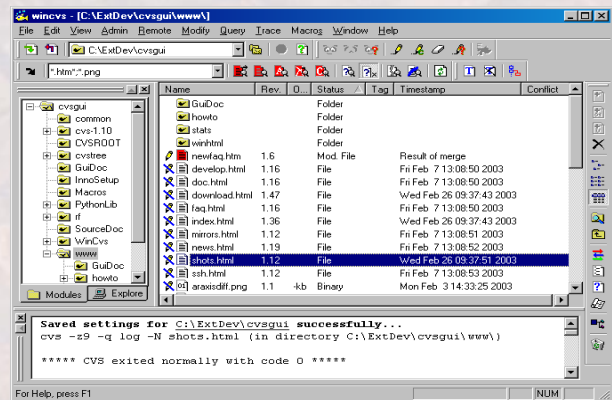 wincvs - [C:\ExtDev\cvsgui\www\]
File Edit View Admin Remote Modify Query Trace Macros Window Help
C:\ExtDev\cvsgui
*.htm*;*.png
Name Rev. O... Status Tag Timestamp Conflict
cvsgui
common
cvs-1.10
CVSROOT
cvstree
GuiDoc
InnoSetup
Macros
PythonLib
rf
SourceDoc
WinCvs
www
GuiDoc
howto
Modules Explore
GuiDoc Folder
howto Folder
stats Folder
winhtml Folder
newfaq.htm 1.6 Mod. File Result of merge
develop.html 1.16 File Fri Feb 7 13:08:50 2003
doc.html 1.16 File Fri Feb 7 13:08:50 2003
download.html 1.47 File Wed Feb 26 09:37:43 2003
faq.html 1.16 File Fri Feb 7 13:08:50 2003
index.html 1.36 File Wed Feb 26 09:37:43 2003
mirrors.html 1.12 File Fri Feb 7 13:08:51 2003
news.html 1.19 File Fri Feb 7 13:08:52 2003
shots.html 1.12 File Wed Feb 26 09:37:51 2003
ssh.html 1.12 File Fri Feb 7 13:08:53 2003
araxisdiff.png 1.1 -kb Binary Mon Feb 3 14:33:25 2003
Saved settings for C:\ExtDev\cvsgui successfully...
cvs -z9 -q log -N shots.html (in directory C:\ExtDev\cvsgui\www\)
***** CVS exited normally with code 0 *****
For Help, press F1
NUM